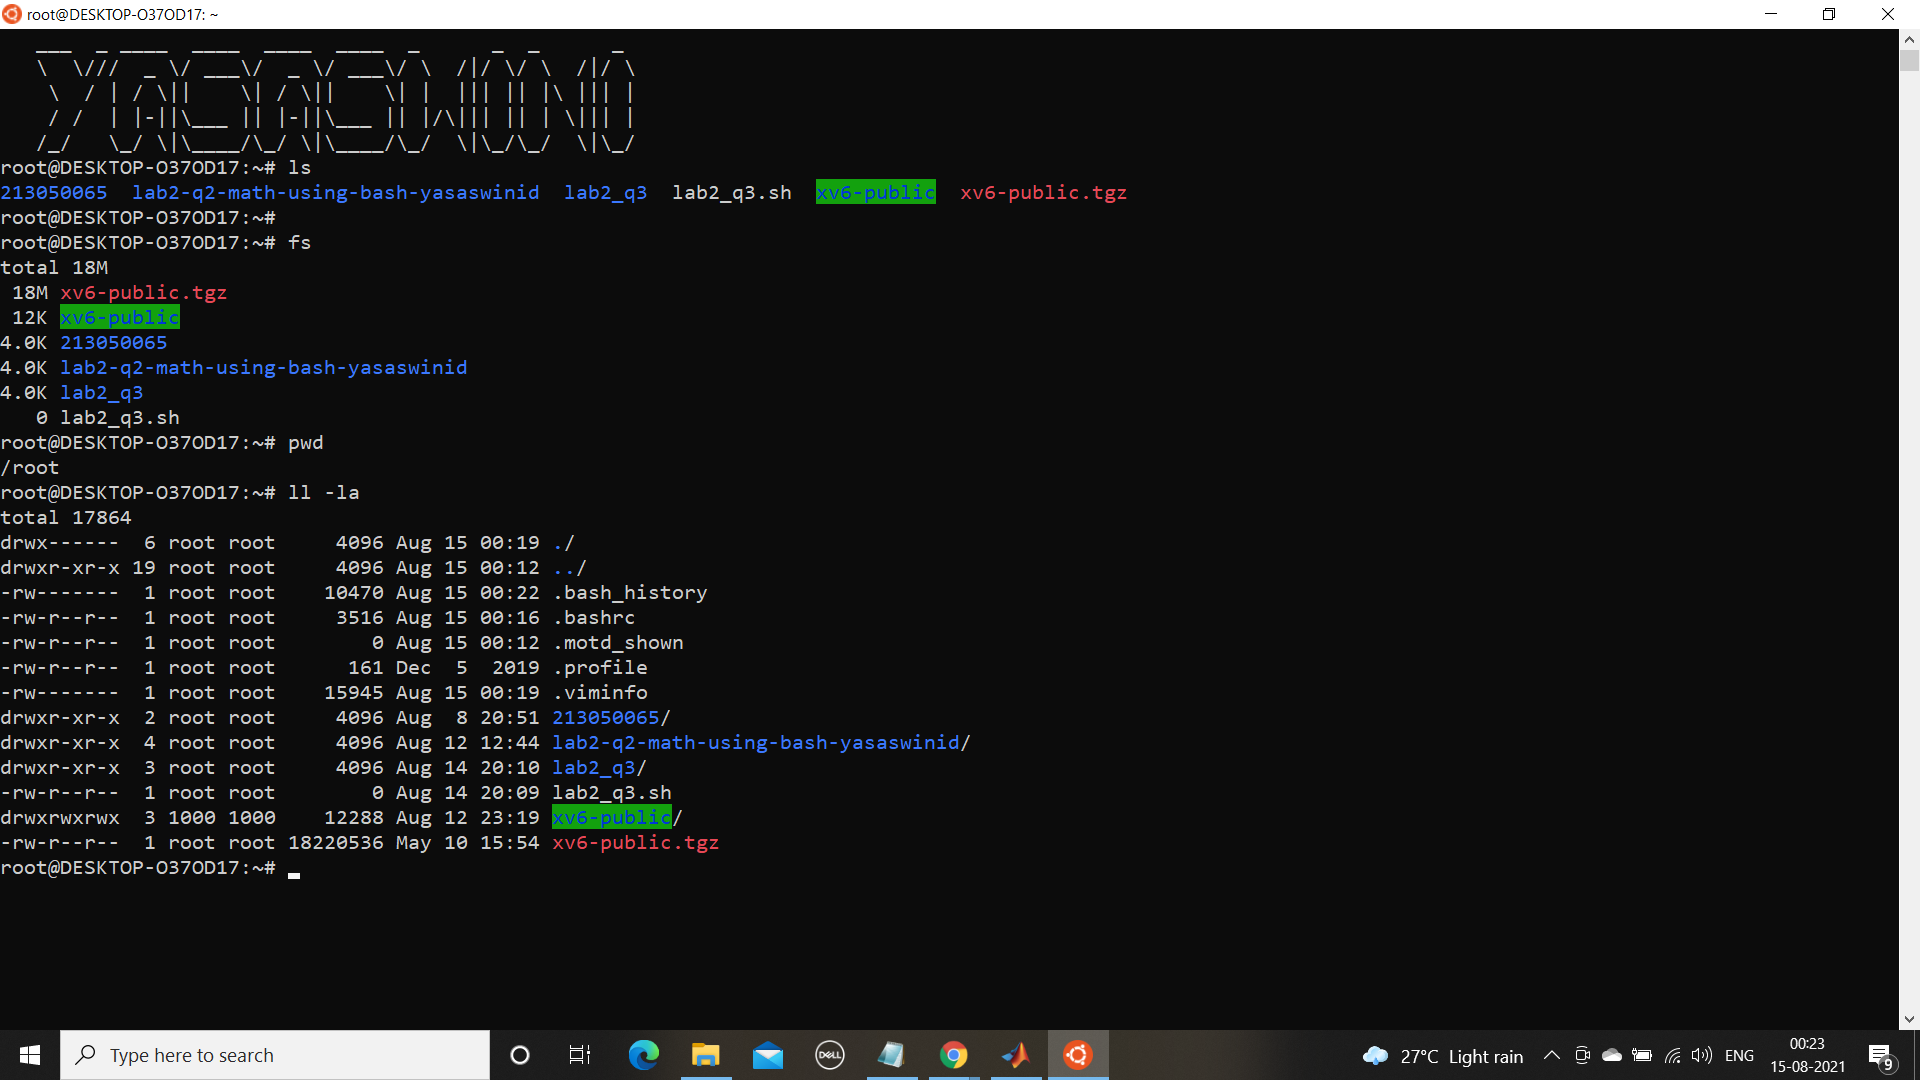 root@DESKTOP-O37OD17: ~
 ___  _ ____  ____  ____  ____  _      _  _      _
\  \///  _ \/ ___\/  _ \/ ___\/ \  /|/ \/ \  /|/ \
 \  / | / \||    \| / \||    \| |  ||| || |\ ||| |
 / /  | |-||\___ || |-||\___ || |/\||| || | \||| |
/_/   \_/ \|\____/\_/ \|\____/\_/  \|\_/\_/  \|\_/
root@DESKTOP-O37OD17:~# ls
213050065  lab2-q2-math-using-bash-yasaswinid  lab2_q3  lab2_q3.sh  xv6-public  xv6-public.tgz
root@DESKTOP-O37OD17:~#
root@DESKTOP-O37OD17:~# fs
total 18M
 18M xv6-public.tgz
 12K xv6-public
4.0K 213050065
4.0K lab2-q2-math-using-bash-yasaswinid
4.0K lab2_q3
   0 lab2_q3.sh
root@DESKTOP-O37OD17:~# pwd
/root
root@DESKTOP-O37OD17:~# ll -la
total 17864
drwx------  6 root root     4096 Aug 15 00:19 ./
drwxr-xr-x 19 root root     4096 Aug 15 00:12 ../
-rw-------  1 root root    10470 Aug 15 00:22 .bash_history
-rw-r--r--  1 root root     3516 Aug 15 00:16 .bashrc
-rw-r--r--  1 root root        0 Aug 15 00:12 .motd_shown
-rw-r--r--  1 root root      161 Dec  5  2019 .profile
-rw-------  1 root root    15945 Aug 15 00:19 .viminfo
drwxr-xr-x  2 root root     4096 Aug  8 20:51 213050065/
drwxr-xr-x  4 root root     4096 Aug 12 12:44 lab2-q2-math-using-bash-yasaswinid/
drwxr-xr-x  3 root root     4096 Aug 14 20:10 lab2_q3/
-rw-r--r--  1 root root        0 Aug 14 20:09 lab2_q3.sh
drwxrwxrwx  3 1000 1000    12288 Aug 12 23:19 xv6-public/
-rw-r--r--  1 root root 18220536 May 10 15:54 xv6-public.tgz
root@DESKTOP-O37OD17:~#
Type here to search
DELL
27°C Light rain
ENG
00:23
15-08-2021
9